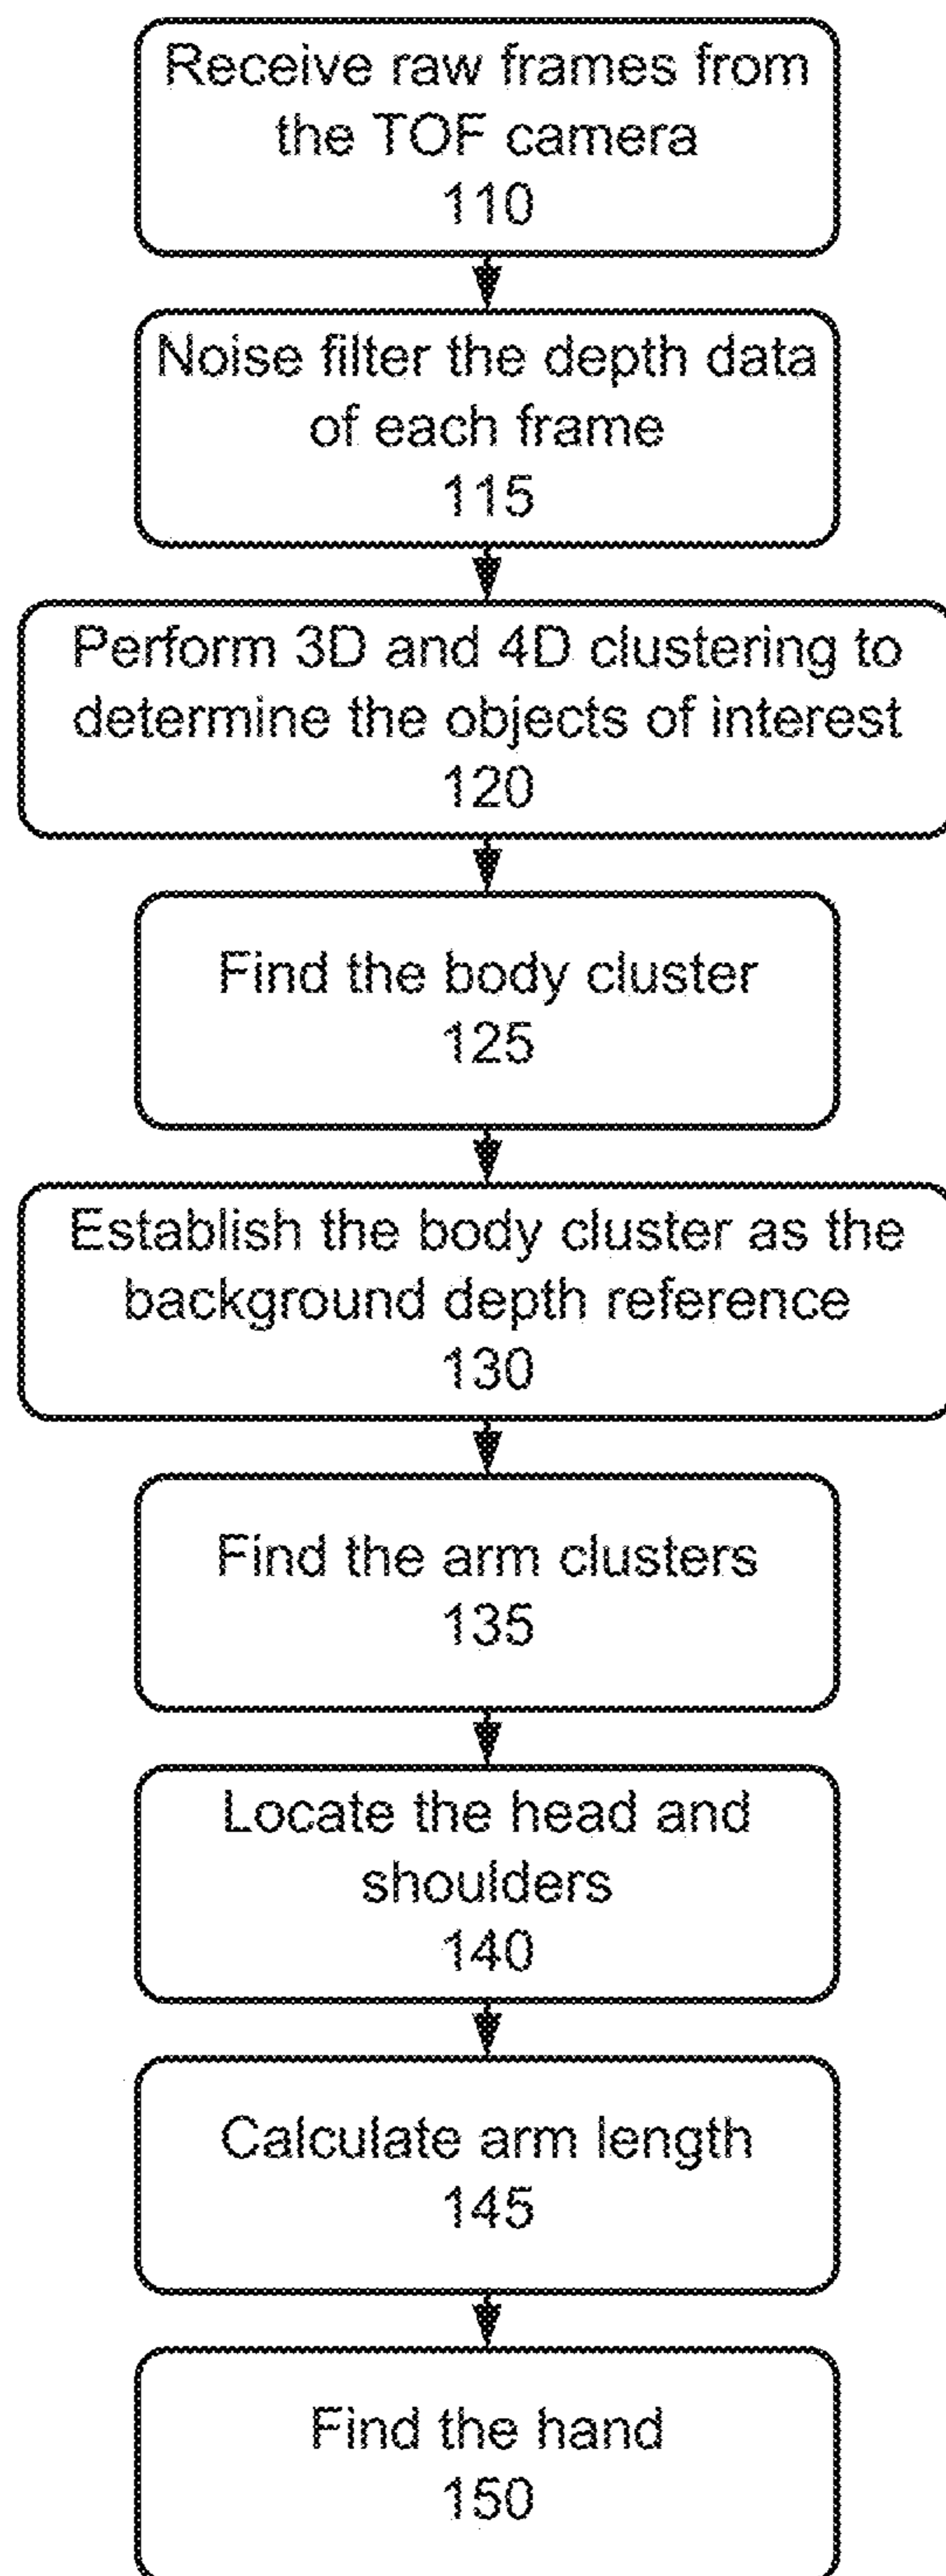 Receive raw frames from
the TOF camera
110
Noise filter the depth data
of each frame
115
Perform 3D and 4D clustering to
determine the objects of interest
120
Find the body cluster
125
Establish the body cluster as the
background depth reference
130
Find the arm clusters
135
Locate the head and
shoulders
140
Calculate arm length
145
Find the hand
150